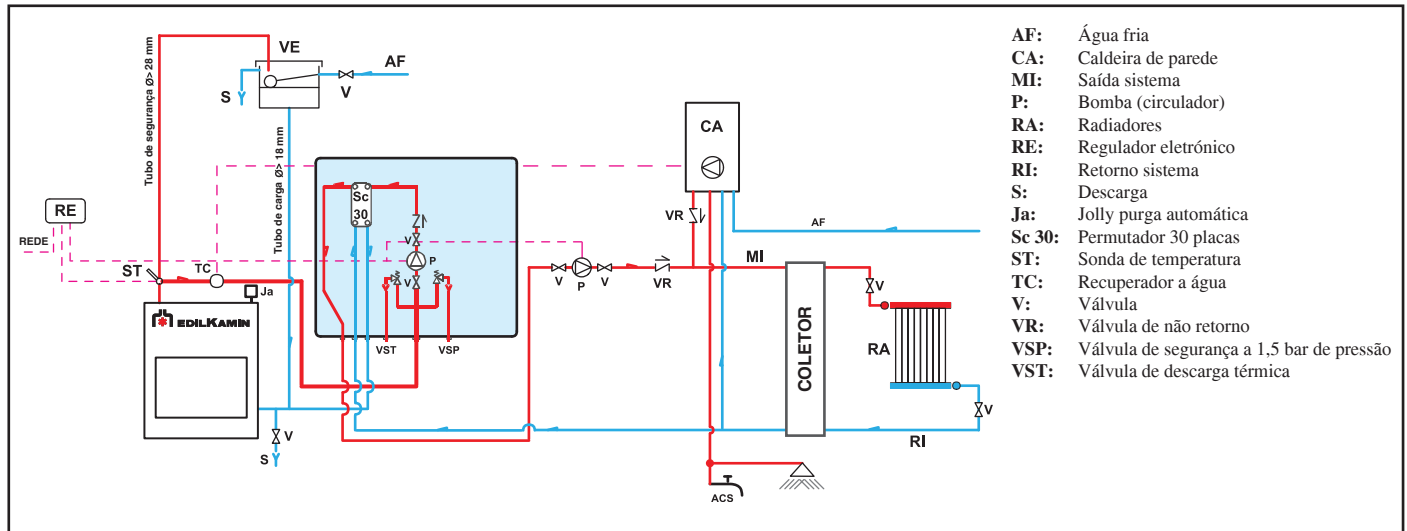 Tubo de segurança Ø> 28 mm
VE
AF
S
V
Tubo de carga Ø> 18 mm
RE
REDE
ST
TC
Ja
EDILKAMIN
V
S
Sc
30
V
P
V
VST
VSP
CA
VR
AF
V
P
V
VR
MI
COLETOR
V
RA
V
RI
ACS
AF: Água fria
CA: Caldeira de parede
MI: Saída sistema
P: Bomba (circulador)
RA: Radiadores
RE: Regulador eletrónico
RI: Retorno sistema
S: Descarga
Ja: Jolly purga automática
Sc 30: Permutador 30 placas
ST: Sonda de temperatura
TC: Recuperador a água
V: Válvula
VR: Válvula de não retorno
VSP: Válvula de segurança a 1,5 bar de pressão
VST: Válvula de descarga térmica